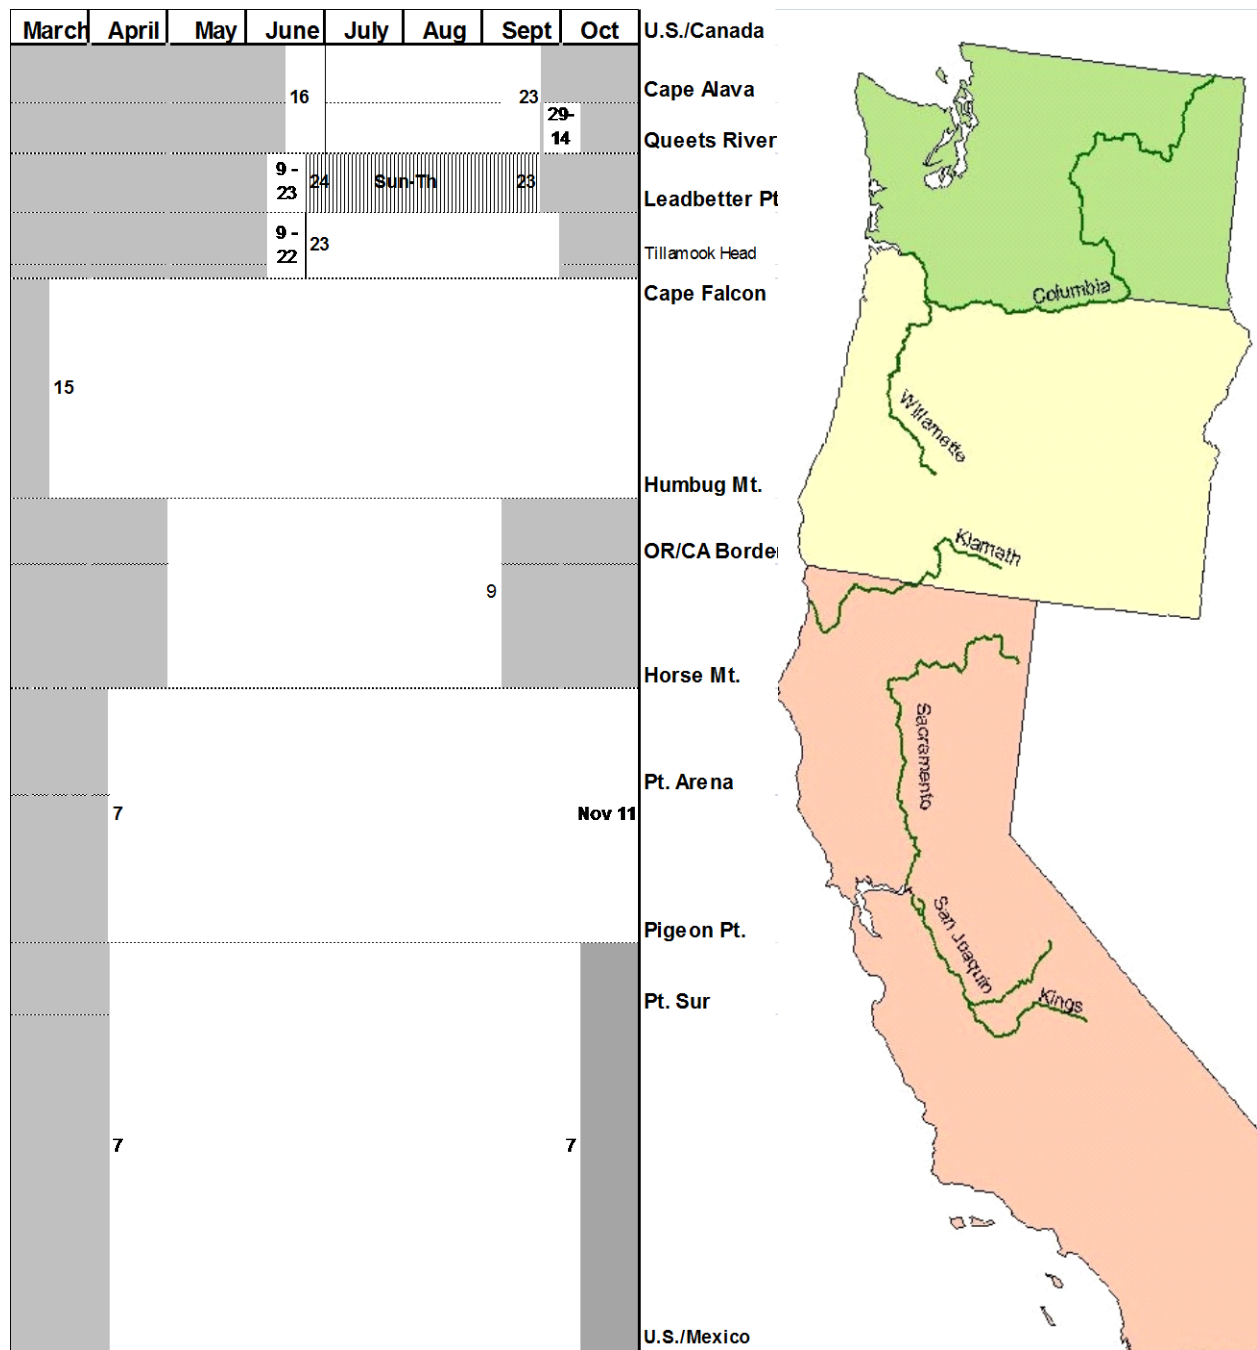 March April May June July Aug Sept Oct
U.S./Canada
16 23
Cape Alava
29-
14
Queets River
9 -
23
24 Sun-Th 23
Leadbetter Pt
9 -
22
23
Tillamook Head
Cape Falcon
15
Humbug Mt.
OR/CA Borde
9
Horse Mt.
Pt. Arena
7 Nov 11
Pigeon Pt.
Pt. Sur
7 7
U.S./Mexico
Columbia
Willamette
Klamath
Sacramento
San Joaquin
Kings